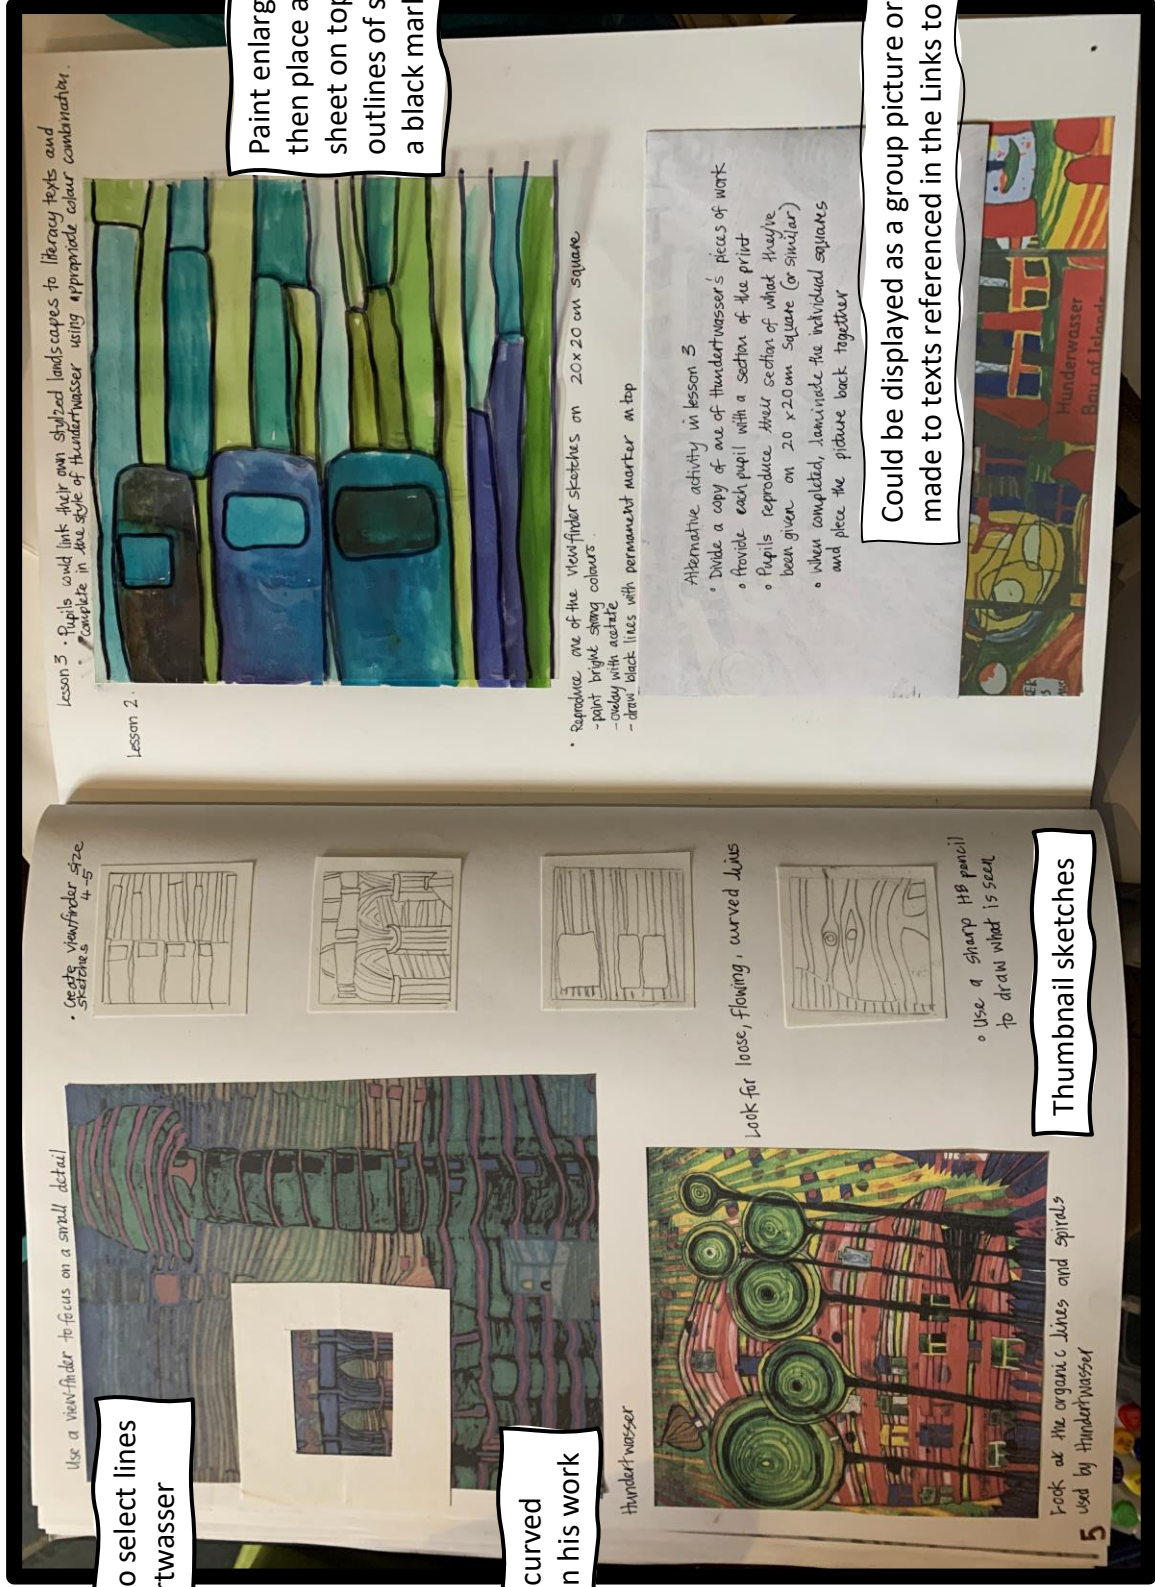 Use a viewfinder to focus on a small detail
o select lines
rtwasser
• Create viewfinder size
sketches 4-5
curved
n his work
Hundertwasser
Look for loose, flowing, curved lines
Look at the organic lines and spirals
used by Hundertwasser
5
• Use a sharp HB pencil
to draw what is seen
Thumbnail sketches
Lesson 3 • Pupils could link their own stylized landscapes to literacy texts and
complete in the style of Hundertwasser using appropriate colour combination.
Lesson 2.
Paint enlarg
then place a
sheet on top
outlines of s
a black mark
• Reproduce one of the viewfinder sketches on 20x20 cm square
- paint bright strong colours.
- overlay with acetate
- draw black lines with permanent marker on top
Alternative activity in lesson 3
• Divide a copy of one of Hundertwasser's pieces of work
• Provide each pupil with a section of the print
• Pupils reproduce their section of what they've
been given on 20 x 20 cm square (or similar)
• When completed, laminate the individual squares
and piece the picture back together
Could be displayed as a group picture or
made to texts referenced in the Links to
Hunderwasser
Bay of Islands